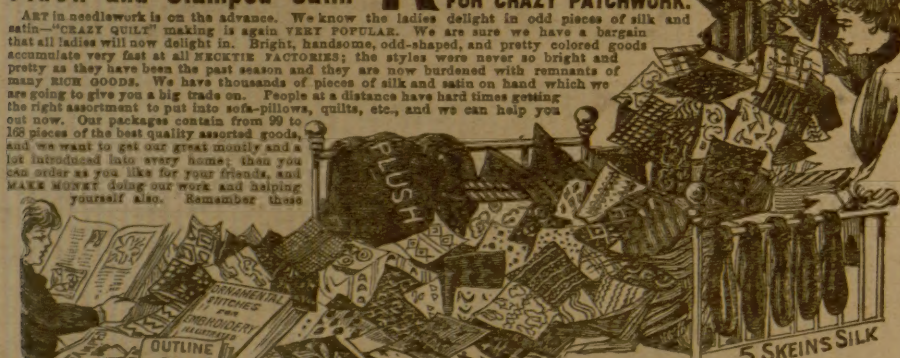 FOR CRAZY PATCHWORK.
ART in needlework is on the advance. We know the ladies delight in odd pieces of silk and
satin—"CRAZY QUILT" making is again VERY POPULAR. We are sure we have a bargain
that all ladies will now delight in. Bright, handsome, odd-shaped, and pretty colored goods
accumulate very fast at all NECKTIE FACTORIES; the styles were never so bright and
pretty as they have been the past season and they are now burdened with remnants of
many RICH GOODS. We have thousands of pieces of silk and satin on hand which we
are going to give you a big trade on. People at a distance have hard times getting
the right assortment to put into sofa-pillows, quilts, etc., and we can help you
out now. Our packages contain from 99 to
168 pieces of the best quality assorted goods,
and we want to get our great monthly and a
lot introduced into every home; then you
can order as you like for your friends, and
MAKE MONEY doing our work and helping
yourself also. Remember these
PLUSH
ORNAMENTAL
STITCHES
FOR
EMBROIDERY
ILLUSTRATED
OUTLINE
5 SKEINS SILK